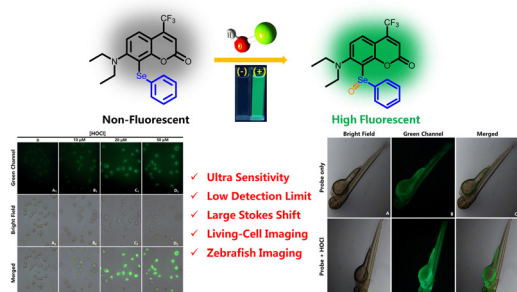 CF₃
N
O
O
Se
H
O
Cl
(-) (+)
CF₃
N
O
O
Se
O
Non-Fluorescent
High Fluorescent
[HOCl]
0 10 μM 20 μM 50 μM
Green Channel
Bright Field
Merged
✓ Ultra Sensitivity
✓ Low Detection Limit
✓ Large Stokes Shift
✓ Living-Cell Imaging
✓ Zebrafish Imaging
Bright Field Green Channel Merged
Probe only
A B C
Probe + HOCl